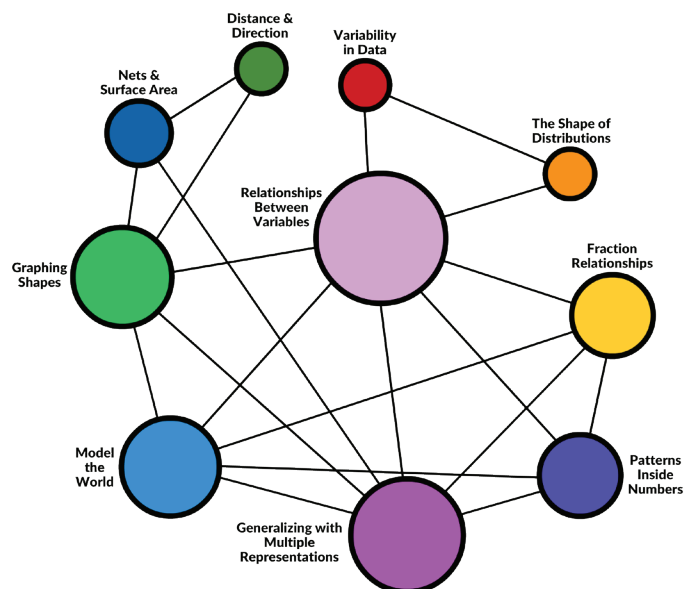 Distance &
Direction
Variability
in Data
Nets &
Surface Area
The Shape of
Distributions
Relationships
Between
Variables
Fraction
Relationships
Graphing
Shapes
Model
the
World
Patterns
Inside
Numbers
Generalizing with
Multiple
Representations